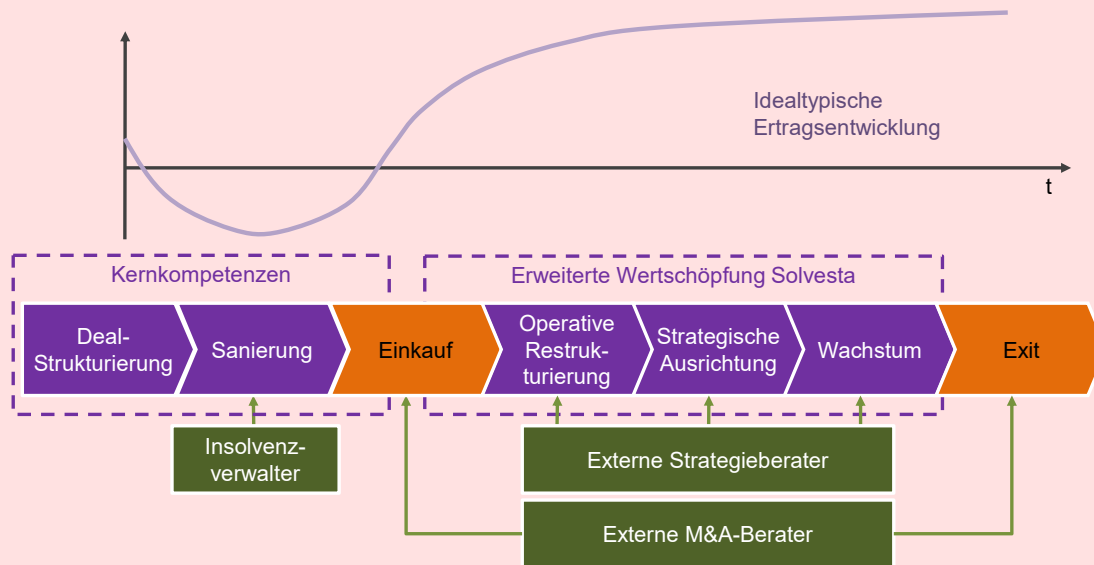 Idealtypische
Ertragsentwicklung
t
Kernkompetenzen
Erweiterte Wertschöpfung Solvesta
Deal-
Strukturierung
Sanierung
Einkauf
Operative
Restruk-
turierung
Strategische
Ausrichtung
Wachstum
Exit
Insolvenz-
verwalter
Externe Strategieberater
Externe M&A-Berater